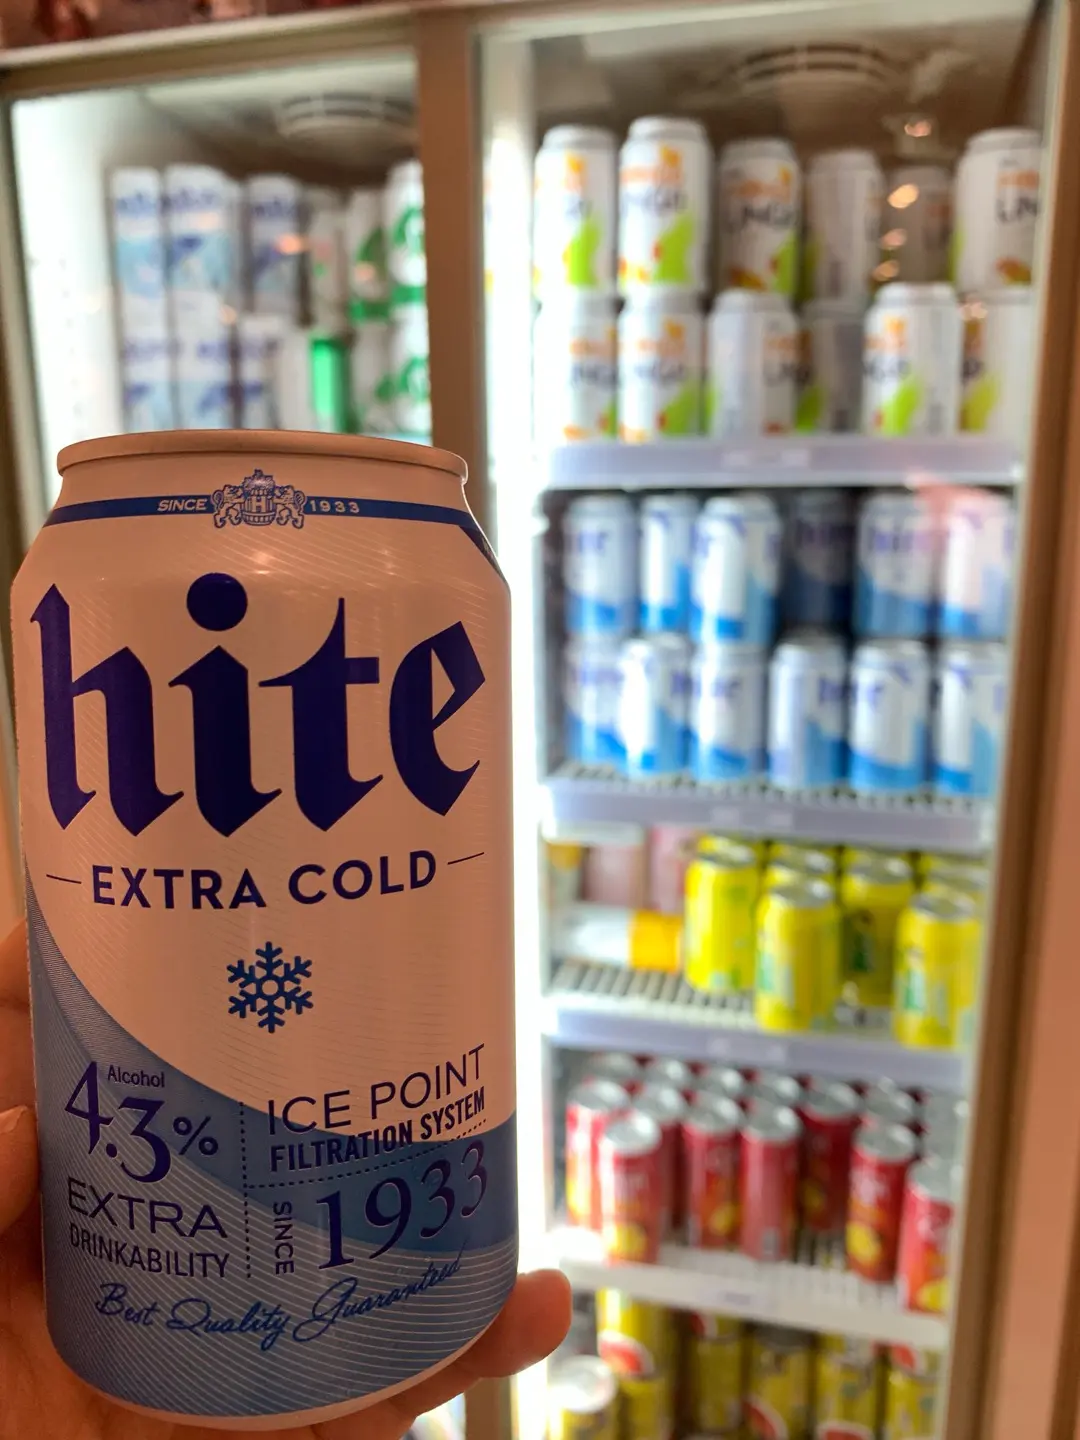 SINCE H 1933
hite
EXTRA COLD
Alcohol
4.3%
EXTRA
DRINKABILITY
ICE POINT
FILTRATION SYSTEM
SINCE 1933
Best Quality Guaranteed